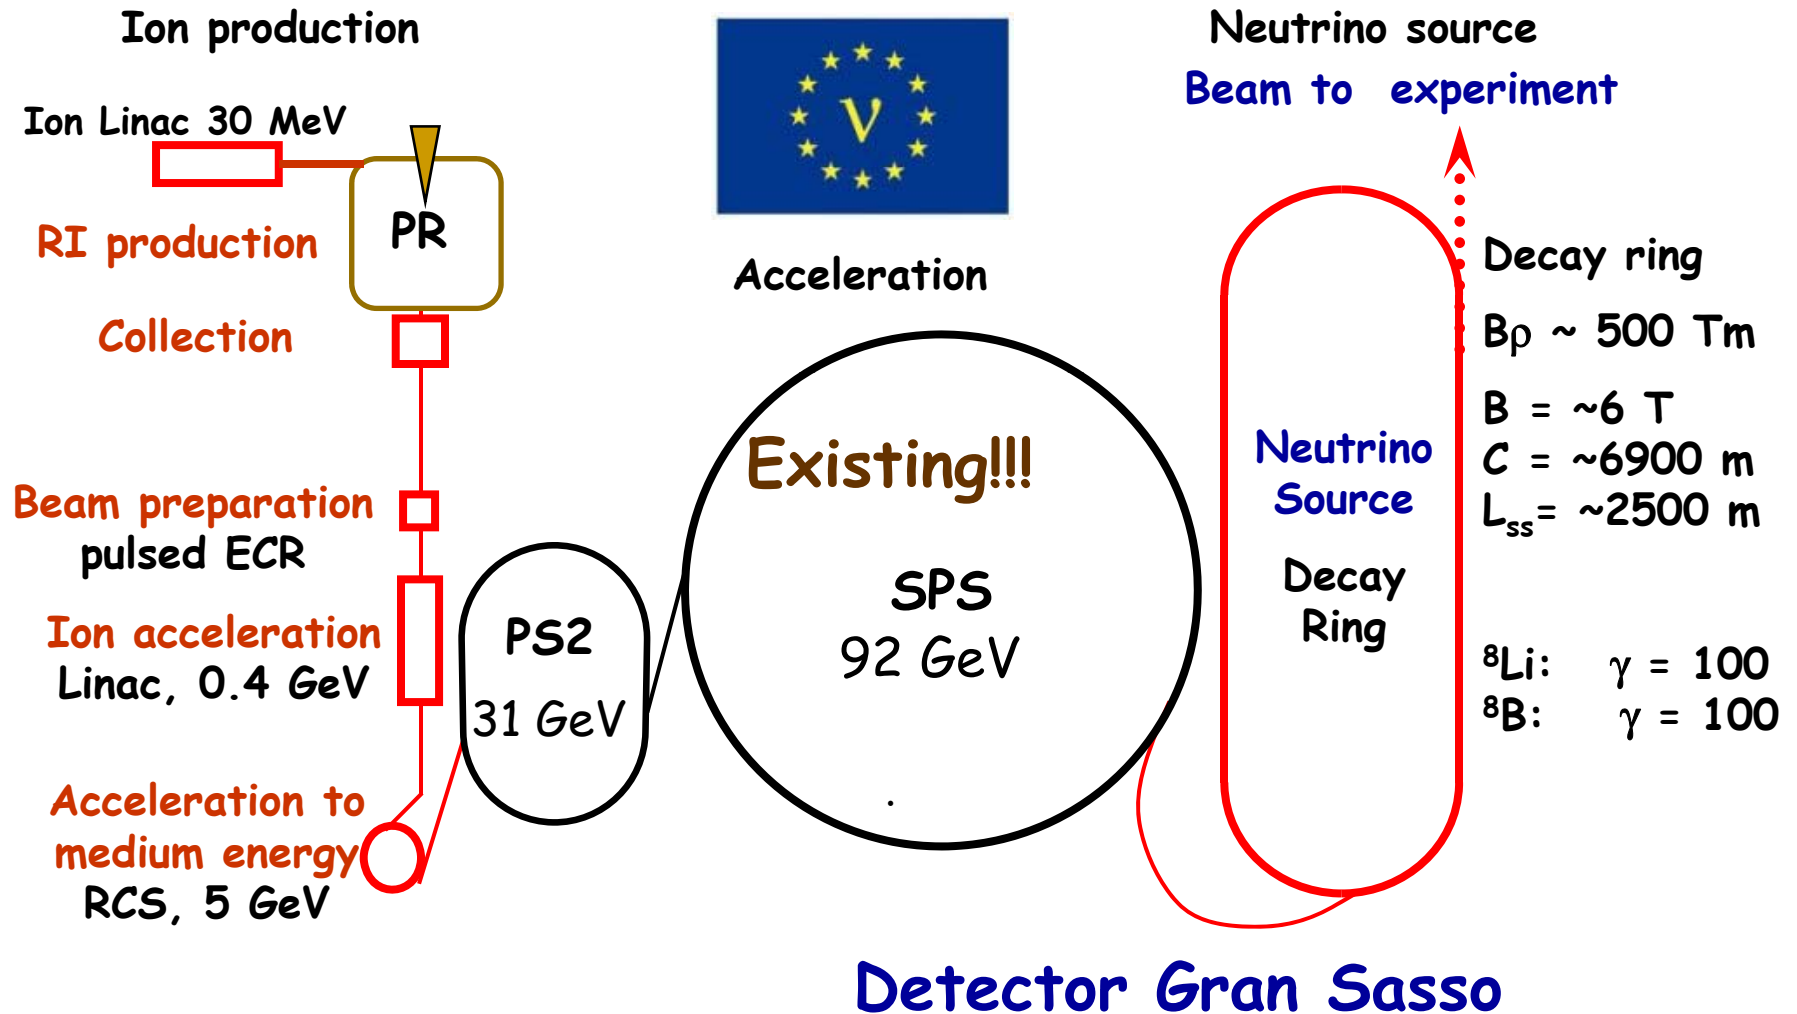 Ion production
Ion Linac 30 MeV
PR
RI production
Collection
Beam preparation
pulsed ECR
Ion acceleration
Linac, 0.4 GeV
Acceleration to
medium energy
RCS, 5 GeV
ν
Acceleration
PS2
31 GeV
Existing!!!
SPS
92 GeV
.
Neutrino source
Beam to experiment
Neutrino
Source
Decay
Ring
Decay ring
Bρ ~ 500 Tm
B = ~6 T
C = ~6900 m
Lss= ~2500 m
⁸Li: γ = 100
⁸B: γ = 100
Detector Gran Sasso